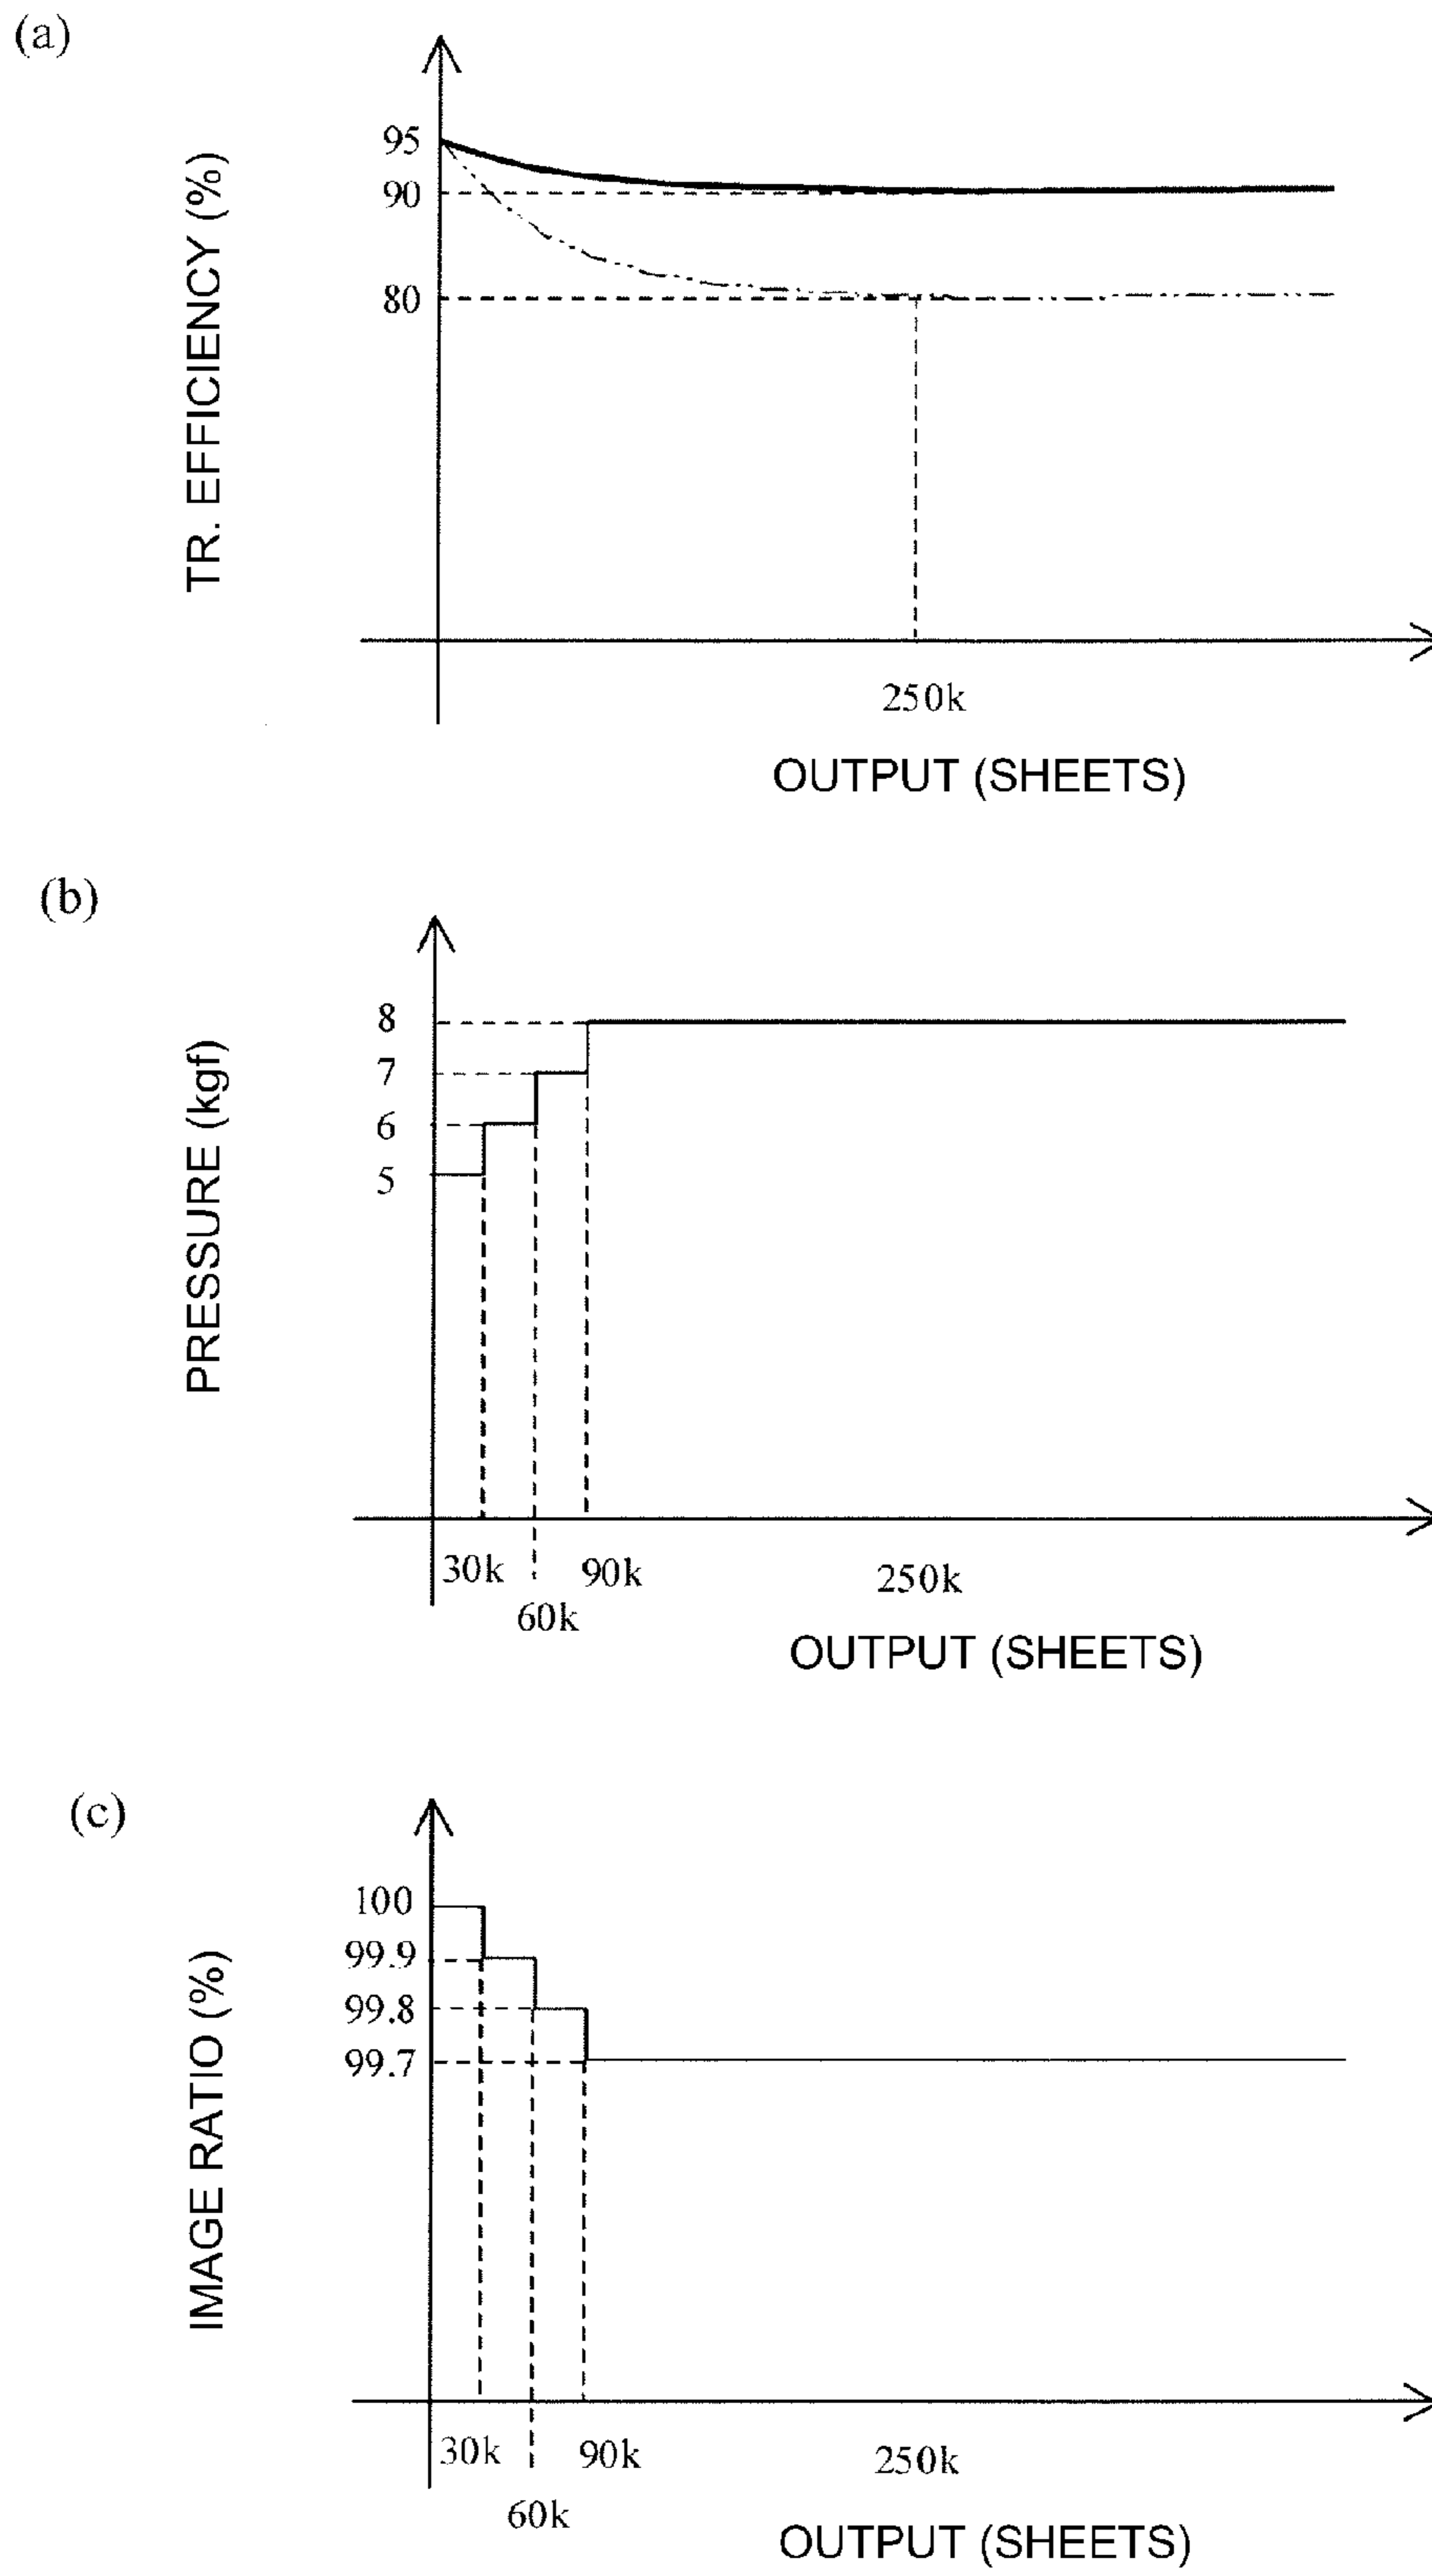 (a)
TR. EFFICIENCY (%)
95
90
80
250k
OUTPUT (SHEETS)
(b)
PRESSURE (kgf)
8
7
6
5
30k
60k
90k
250k
OUTPUT (SHEETS)
(c)
IMAGE RATIO (%)
100
99.9
99.8
99.7
30k
60k
90k
250k
OUTPUT (SHEETS)